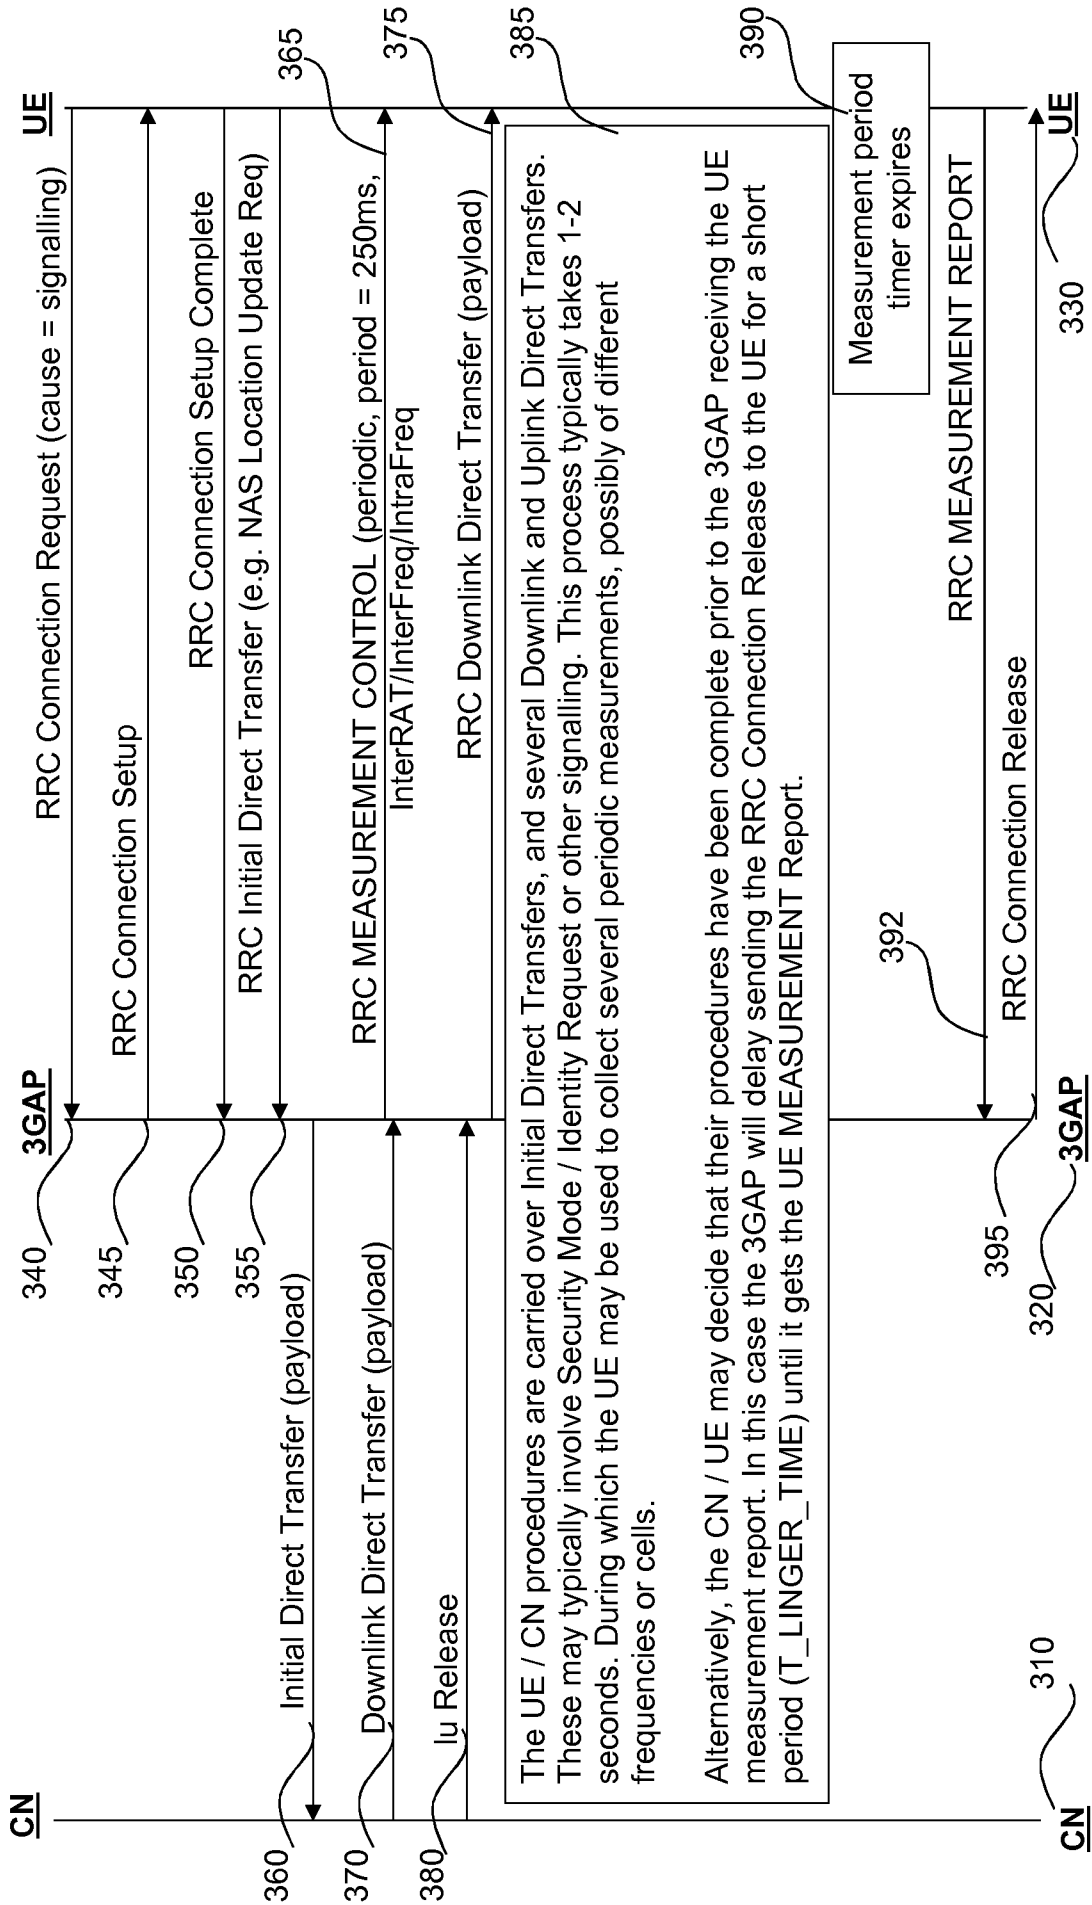 CN
3GAP
UE
340
RRC Connection Request (cause = signalling)
345
RRC Connection Setup
350
RRC Connection Setup Complete
355
RRC Initial Direct Transfer (e.g. NAS Location Update Req)
360
Initial Direct Transfer (payload)
365
RRC MEASUREMENT CONTROL (periodic, period = 250ms,
InterRAT/InterFreq/IntraFreq
370
Downlink Direct Transfer (payload)
375
RRC Downlink Direct Transfer (payload)
380
Iu Release
385
The UE / CN procedures are carried over Initial Direct Transfers, and several Downlink and Uplink Direct Transfers.
These may typically involve Security Mode / Identity Request or other signalling. This process typically takes 1-2
seconds. During which the UE may be used to collect several periodic measurements, possibly of different
frequencies or cells.
Alternatively, the CN / UE may decide that their procedures have been complete prior to the 3GAP receiving the UE
measurement report. In this case the 3GAP will delay sending the RRC Connection Release to the UE for a short
period (T_LINGER_TIME) until it gets the UE MEASUREMENT Report.
390
Measurement period
timer expires
392
RRC MEASUREMENT REPORT
395
RRC Connection Release
310
CN
320
3GAP
330
UE